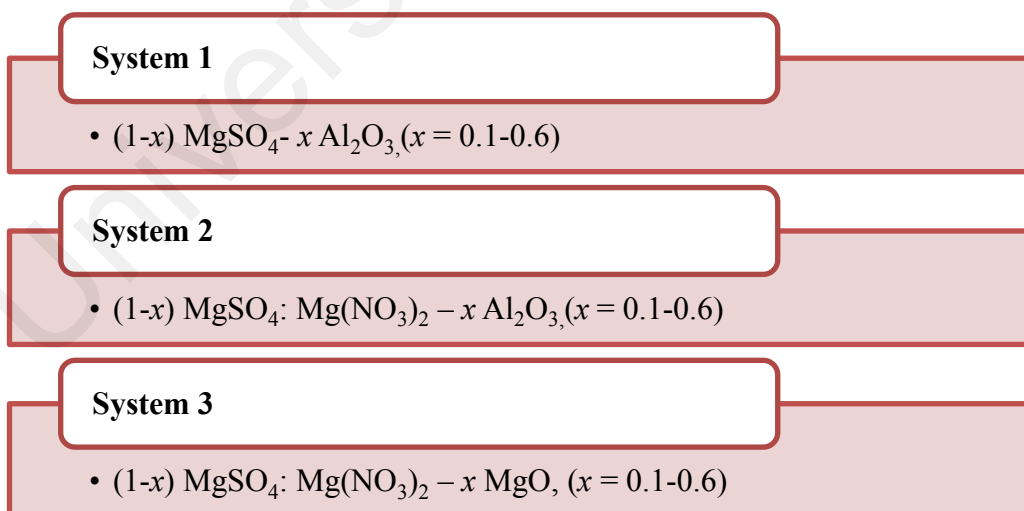 System 1
• (1-x) MgSO₄- x Al₂O₃,(x = 0.1-0.6)
System 2
• (1-x) MgSO₄: Mg(NO₃)₂ – x Al₂O₃,(x = 0.1-0.6)
System 3
• (1-x) MgSO₄: Mg(NO₃)₂ – x MgO, (x = 0.1-0.6)
Univers